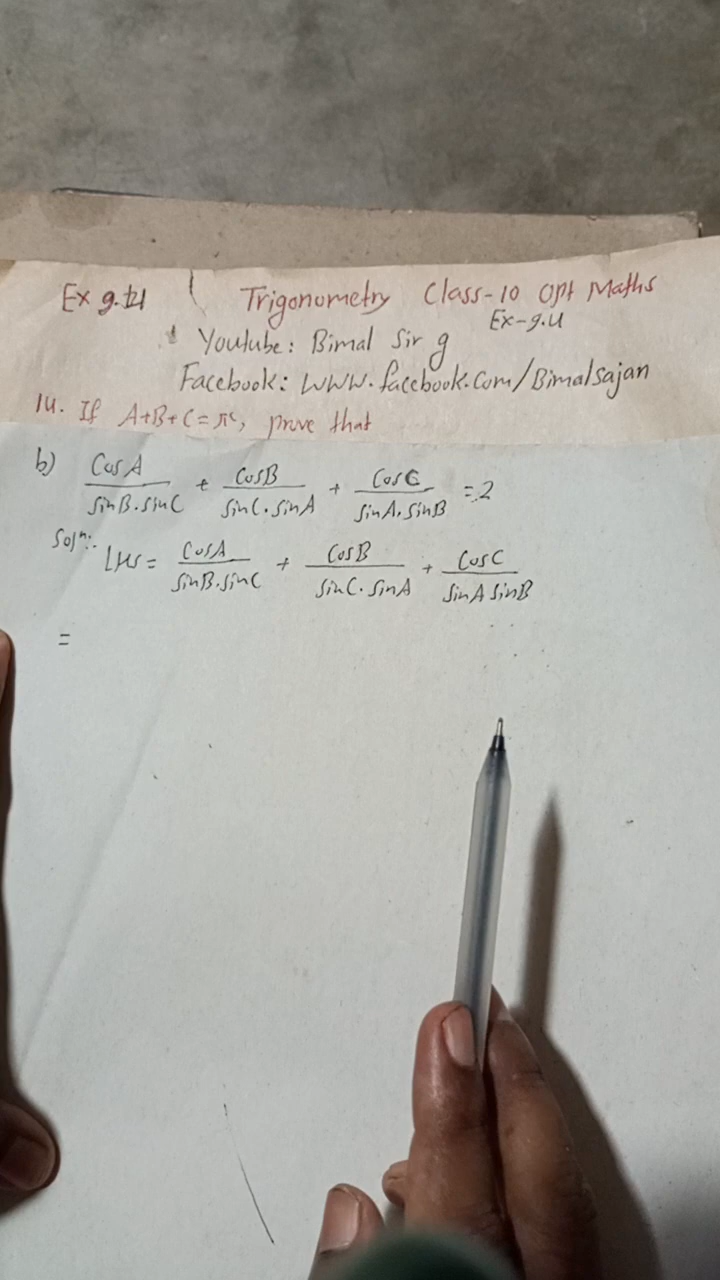 Ex 9.4 Trigonometry Class-10 Opt Maths
Ex-9.4
Youtube: Bimal Sir g
Facebook: WWW.facebook.com/Bimalsajan
14. If A+B+C=πᶜ, prove that
b) CosA/sinB.sinC + CosB/sinC.sinA + CosC/sinA.sinB = 2
Solⁿ: LHS = CosA/sinB.sinC + CosB/sinC.sinA + CosC/sinA sinB
=